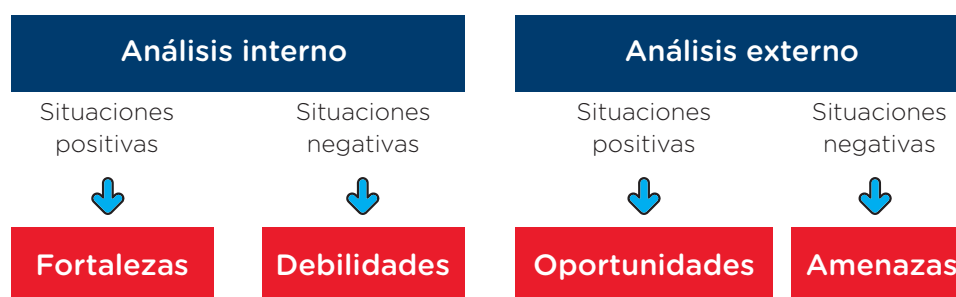 Análisis interno
Análisis externo
Situaciones
positivas
Situaciones
negativas
Situaciones
positivas
Situaciones
negativas
Fortalezas
Debilidades
Oportunidades
Amenazas